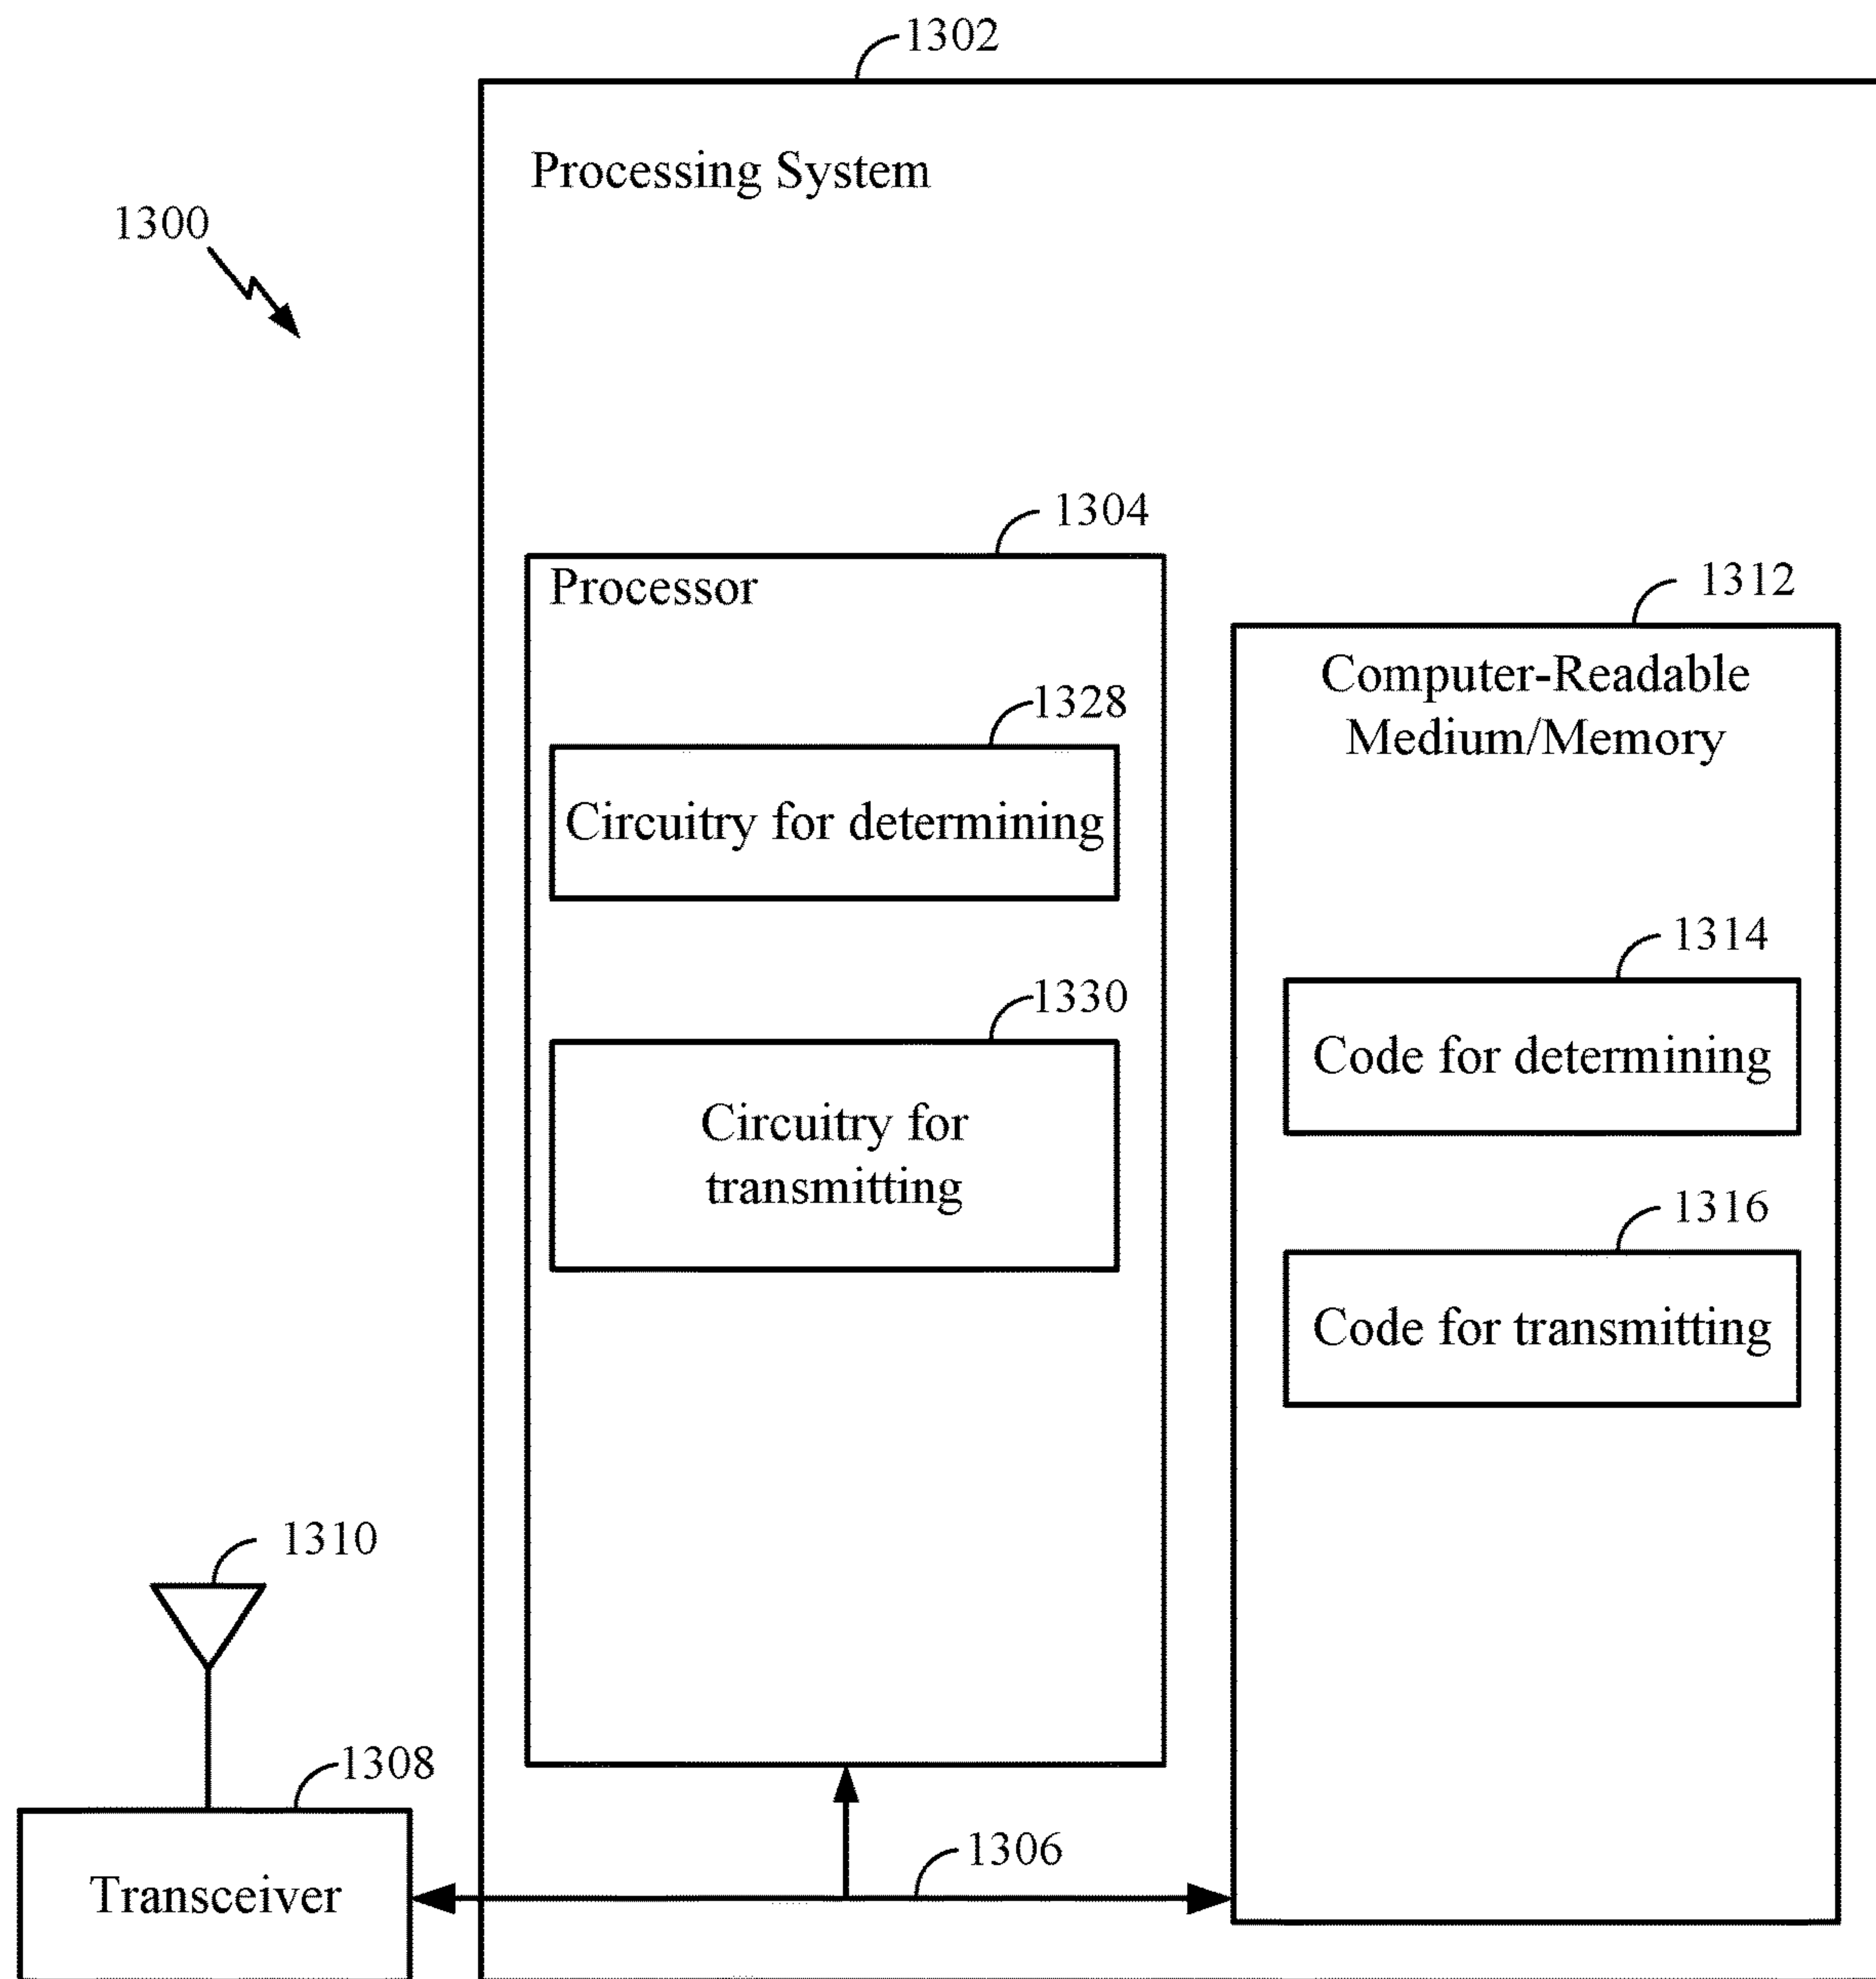 1302
Processing System
1300
1304
Processor
1312
Computer-Readable
Medium/Memory
1328
Circuitry for determining
1314
Code for determining
1330
Circuitry for
transmitting
1316
Code for transmitting
1310
1308
Transceiver
1306